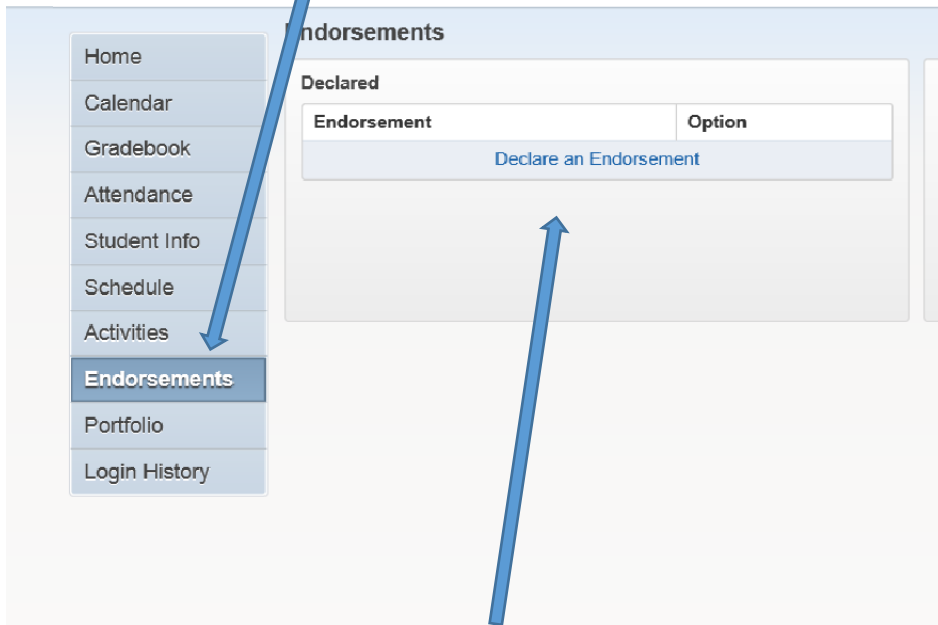 Endorsements
Home
Calendar
Gradebook
Attendance
Student Info
Schedule
Activities
Endorsements
Portfolio
Login History
Declared
Endorsement Option
Declare an Endorsement